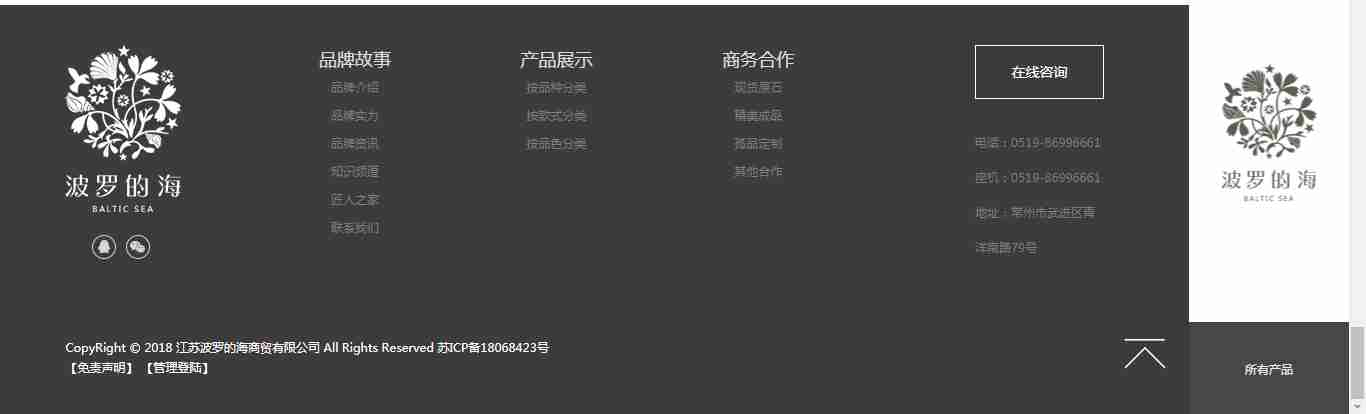 波罗的海
BALTIC SEA
品牌故事
品牌介绍
品牌实力
品牌资讯
知识频道
匠人之家
联系我们
产品展示
按品种分类
按款式分类
按品色分类
商务合作
现货原石
精美成品
孤品定制
其他合作
在线咨询
电话：0519-86996661
座机：0519-86996661
地址：常州市武进区青
洋南路79号
CopyRight © 2018 江苏波罗的海商贸有限公司 All Rights Reserved 苏ICP备18068423号
【免责声明】 【管理登陆】
波罗的海
BALTIC SEA
所有产品